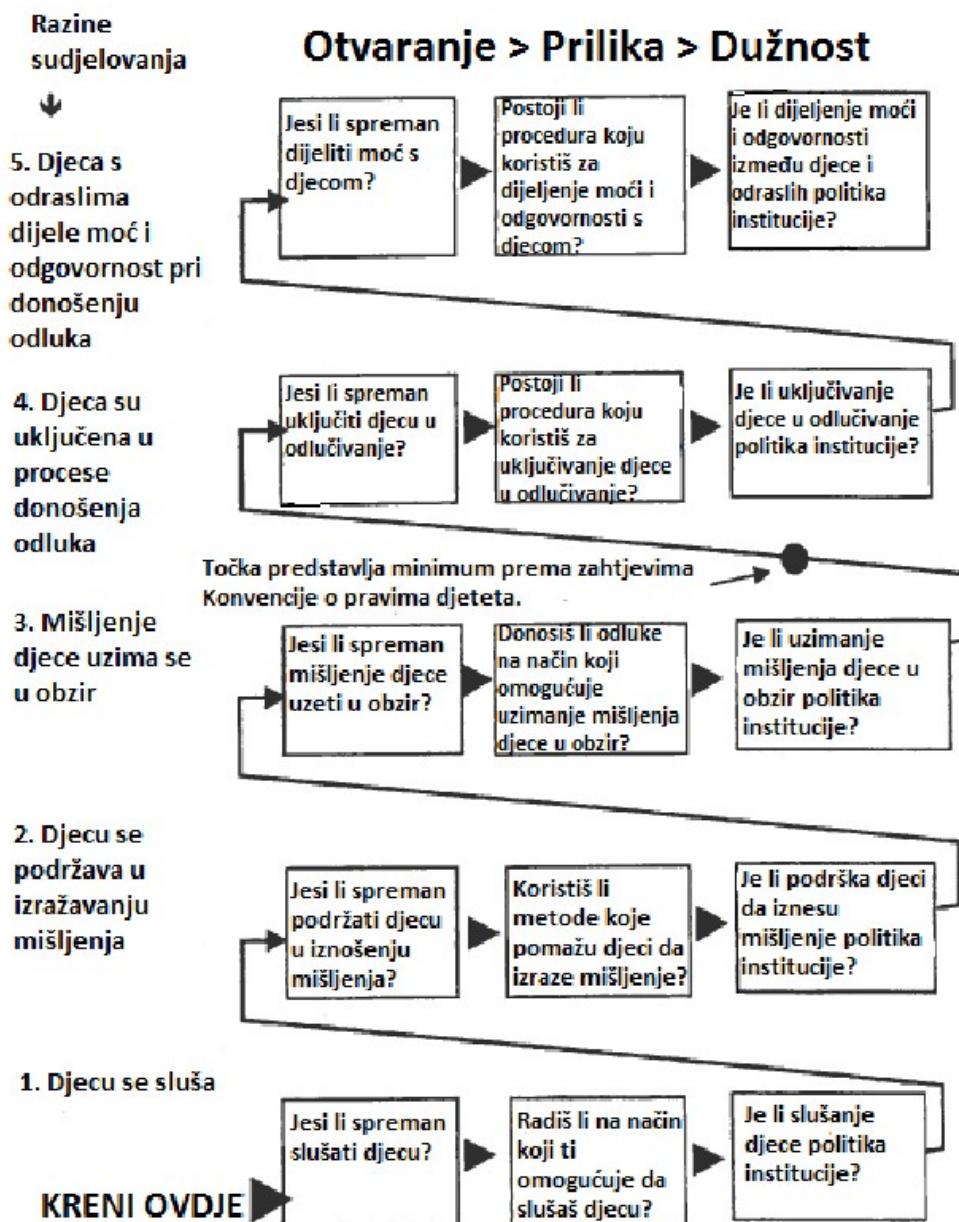 Razine
sudjelovanja
Otvaranje > Prilika > Dužnost
5. Djeca s
odraslima
dijele moć i
odgovornost pri
donošenju
odluka
Jesi li spreman
dijeliti moć s
djecom?
Postoji li
procedura koju
koristiš za
dijeljenje moći i
odgovornosti s
djecom?
Je li dijeljenje moći
i odgovornosti
između djece i
odraslih politika
institucije?
4. Djeca su
uključena u
procese
donošenja
odluka
Jesi li spreman
uključiti djecu u
odlučivanje?
Postoji li
procedura koju
koristiš za
uključivanje djece
u odlučivanje?
Je li uključivanje
djece u odlučivanje
politika institucije?
Točka predstavlja minimum prema zahtjevima
Konvencije o pravima djeteta.
3. Mišljenje
djece uzima se
u obzir
Jesi li spreman
mišljenje djece
uzeti u obzir?
Donosiš li odluke
na način koji
omogućuje
uzimanje mišljenja
djece u obzir?
Je li uzimanje
mišljenja djece u
obzir politika
institucije?
2. Djecu se
podržava u
izražavanju
mišljenja
Jesi li spreman
podržati djecu
u iznošenju
mišljenja?
Koristiš li
metode koje
pomažu djeci da
izraze mišljenje?
Je li podrška djeci
da iznesu
mišljenje politika
institucije?
1. Djecu se sluša
Jesi li spreman
slušati djecu?
Radiš li na način
koji ti
omogućuje da
slušaš djecu?
Je li slušanje
djece politika
institucije?
KRENI OVDJE